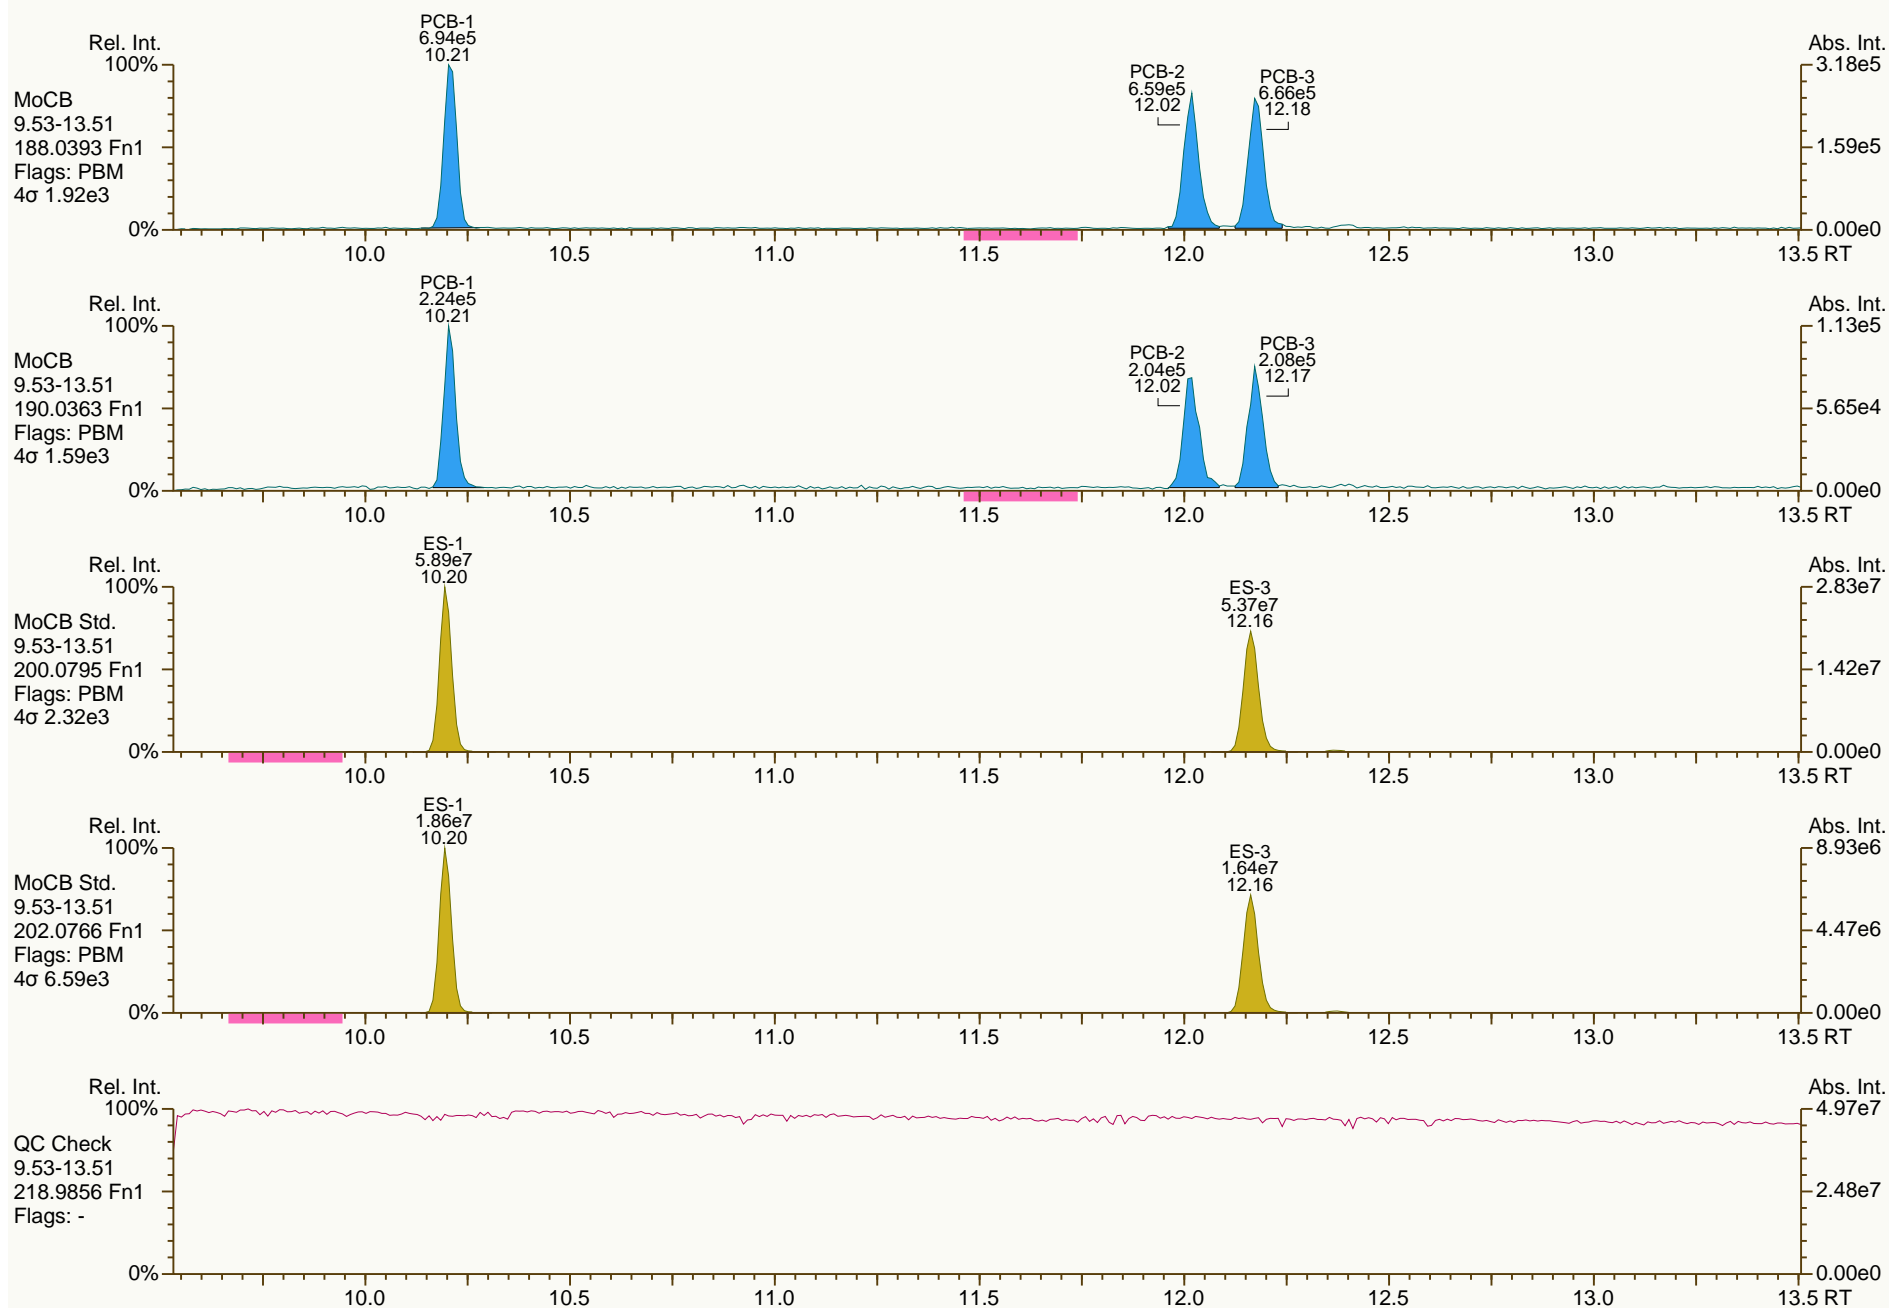 PCB-1
6.94e5
10.21
Rel. Int.
Abs. Int.
100%
3.18e5
PCB-2
6.59e5
12.02
PCB-3
6.66e5
12.18
MoCB
9.53-13.51
188.0393 Fn1
Flags: PBM
4σ 1.92e3
1.59e5
0%
0.00e0
10.0 10.5 11.0 11.5 12.0 12.5 13.0 13.5 RT
PCB-1
2.24e5
10.21
Rel. Int.
Abs. Int.
100%
1.13e5
PCB-2
2.04e5
12.02
PCB-3
2.08e5
12.17
MoCB
9.53-13.51
190.0363 Fn1
Flags: PBM
4σ 1.59e3
5.65e4
0%
0.00e0
10.0 10.5 11.0 11.5 12.0 12.5 13.0 13.5 RT
ES-1
5.89e7
10.20
Rel. Int.
Abs. Int.
100%
2.83e7
ES-3
5.37e7
12.16
MoCB Std.
9.53-13.51
200.0795 Fn1
Flags: PBM
4σ 2.32e3
1.42e7
0%
0.00e0
10.0 10.5 11.0 11.5 12.0 12.5 13.0 13.5 RT
ES-1
1.86e7
10.20
Rel. Int.
Abs. Int.
100%
8.93e6
ES-3
1.64e7
12.16
MoCB Std.
9.53-13.51
202.0766 Fn1
Flags: PBM
4σ 6.59e3
4.47e6
0%
0.00e0
10.0 10.5 11.0 11.5 12.0 12.5 13.0 13.5 RT
Rel. Int.
Abs. Int.
100%
4.97e7
QC Check
9.53-13.51
218.9856 Fn1
Flags: -
2.48e7
0%
0.00e0
10.0 10.5 11.0 11.5 12.0 12.5 13.0 13.5 RT